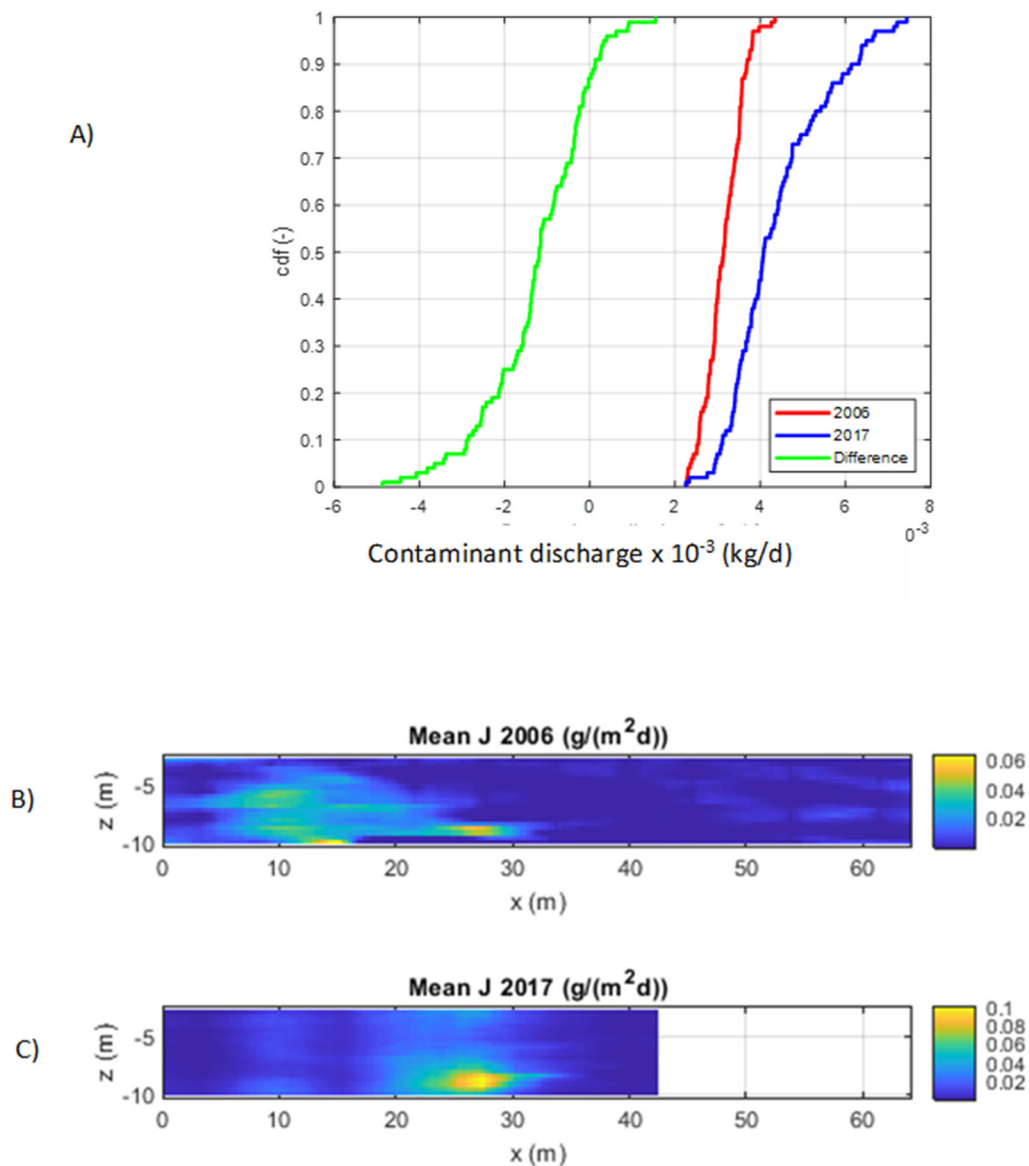 A)
1
0.9
0.8
0.7
0.6
0.5
0.4
0.3
0.2
0.1
0
cdf (-)
2006
2017
Difference
-6 -4 -2 0 2 4 6 8
0-3
Contaminant discharge x 10-3 (kg/d)
B)
Mean J 2006 (g/(m2d))
z (m)
-5
-10
0 10 20 30 40 50 60
x (m)
0.06
0.04
0.02
C)
Mean J 2017 (g/(m2d))
z (m)
-5
-10
0 10 20 30 40 50 60
x (m)
0.1
0.08
0.06
0.04
0.02